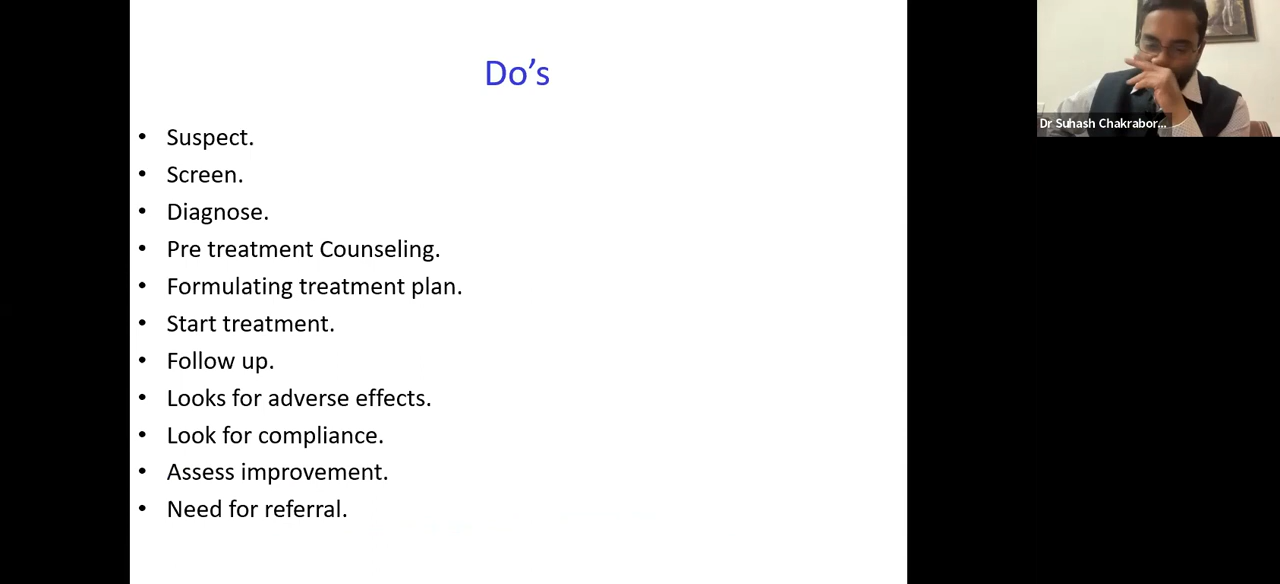 Do's
• Suspect.
• Screen.
• Diagnose.
• Pre treatment Counseling.
• Formulating treatment plan.
• Start treatment.
• Follow up.
• Looks for adverse effects.
• Look for compliance.
• Assess improvement.
• Need for referral.
Dr Suhash Chakrabor...